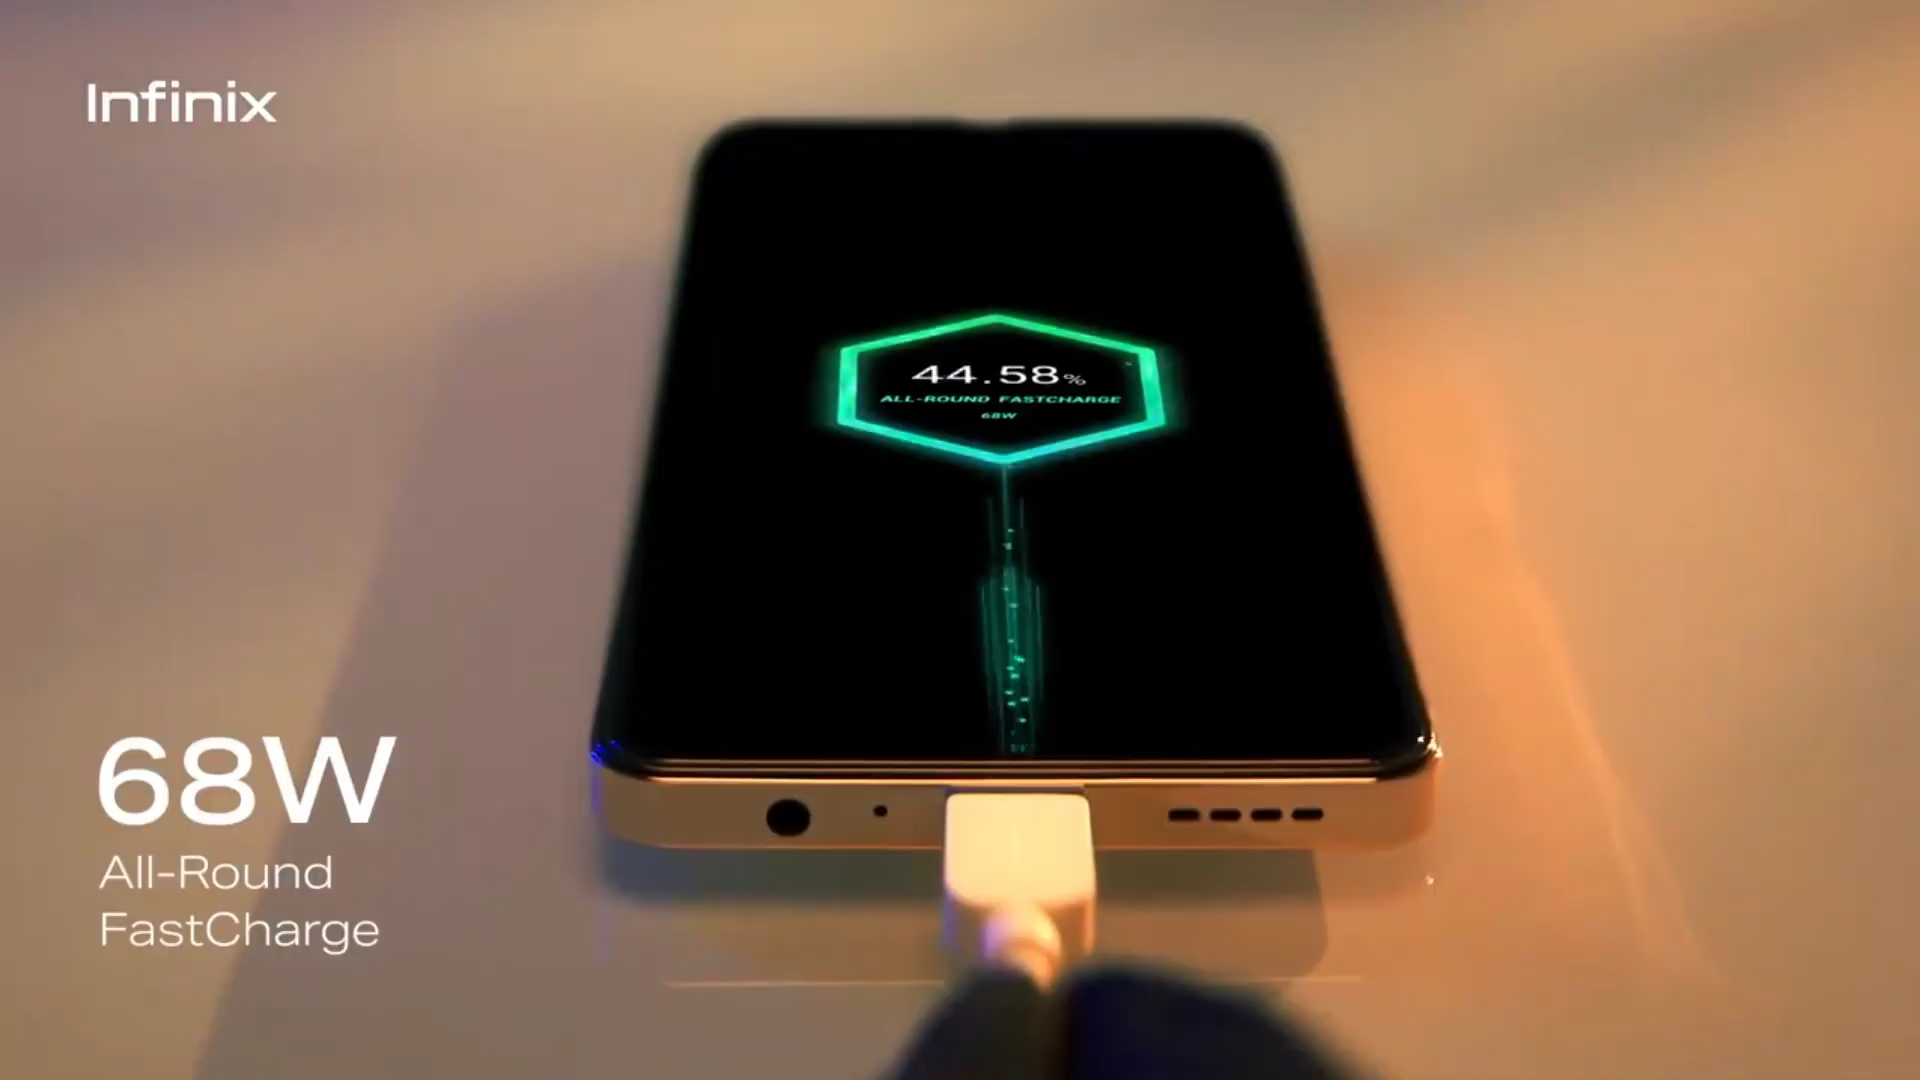 Infinix
44.58%
ALL-ROUND FASTCHARGE
68W
68W
All-Round
FastCharge